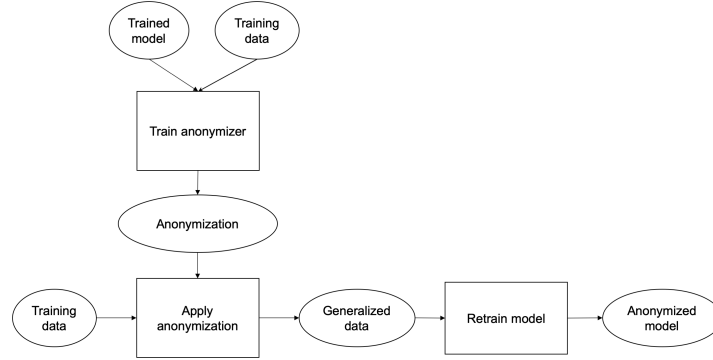 Trained
model
Training
data
Train anonymizer
Anonymization
Training
data
Apply
anonymization
Generalized
data
Retrain model
Anonymized
model